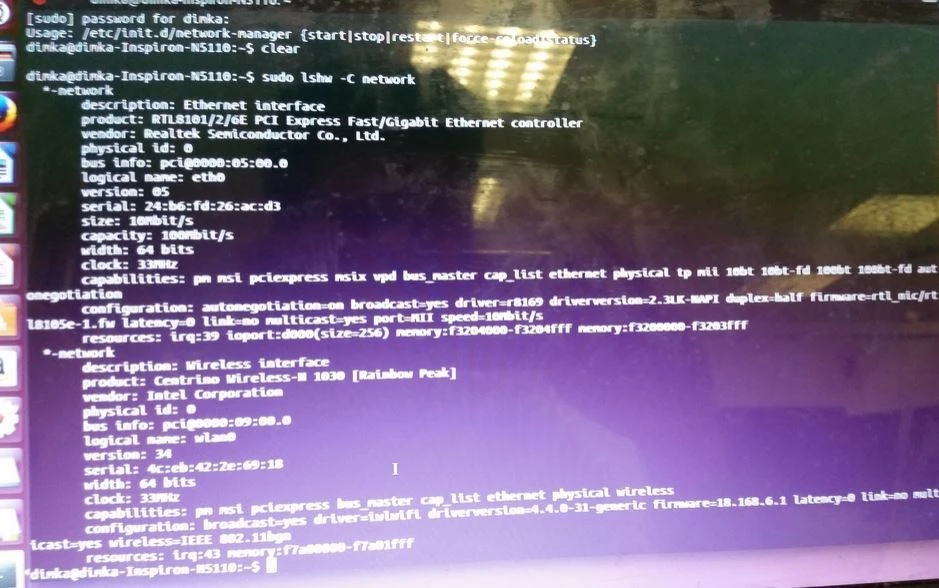 [sudo] password for dimka:
Usage: /etc/init.d/network-manager {start|stop|restart|force-reload|status}
dimka@dimka-Inspiron-N5110:~$ clear
dimka@dimka-Inspiron-N5110:~$ sudo lshw -C network
*-network
description: Ethernet interface
product: RTL8101/2/6E PCI Express Fast/Gigabit Ethernet controller
vendor: Realtek Semiconductor Co., Ltd.
physical id: 0
bus info: pci@0000:05:00.0
logical name: eth0
version: 05
serial: 24:b6:fd:26:ac:d3
size: 10Mbit/s
capacity: 100Mbit/s
width: 64 bits
clock: 33MHz
capabilities: pm msi pciexpress msix vpd bus_master cap_list ethernet physical tp mii 10bt 10bt-fd 100bt 100bt-fd aut
onegotiation
configuration: autonegotiation=on broadcast=yes driver=r8169 driverversion=2.3LK-NAPI duplex=half firmware=rtl_nic/rt
l8105e-1.fw latency=0 link=no multicast=yes port=MII speed=10Mbit/s
resources: irq:39 ioport:d000(size=256) memory:f3204000-f3204fff memory:f3200000-f3203fff
*-network
description: Wireless interface
product: Centrino Wireless-N 1030 [Rainbow Peak]
vendor: Intel Corporation
physical id: 0
bus info: pci@0000:09:00.0
logical name: wlan0
version: 34
serial: 4c:eb:42:2e:69:18
width: 64 bits
clock: 33MHz
capabilities: pm msi pciexpress bus_master cap_list ethernet physical wireless
configuration: broadcast=yes driver=iwlwifi driverversion=4.4.0-31-generic firmware=18.168.6.1 latency=0 link=no mult
icast=yes wireless=IEEE 802.11bgn
resources: irq:43 memory:f7a00000-f7a01fff
dimka@dimka-Inspiron-N5110:~$